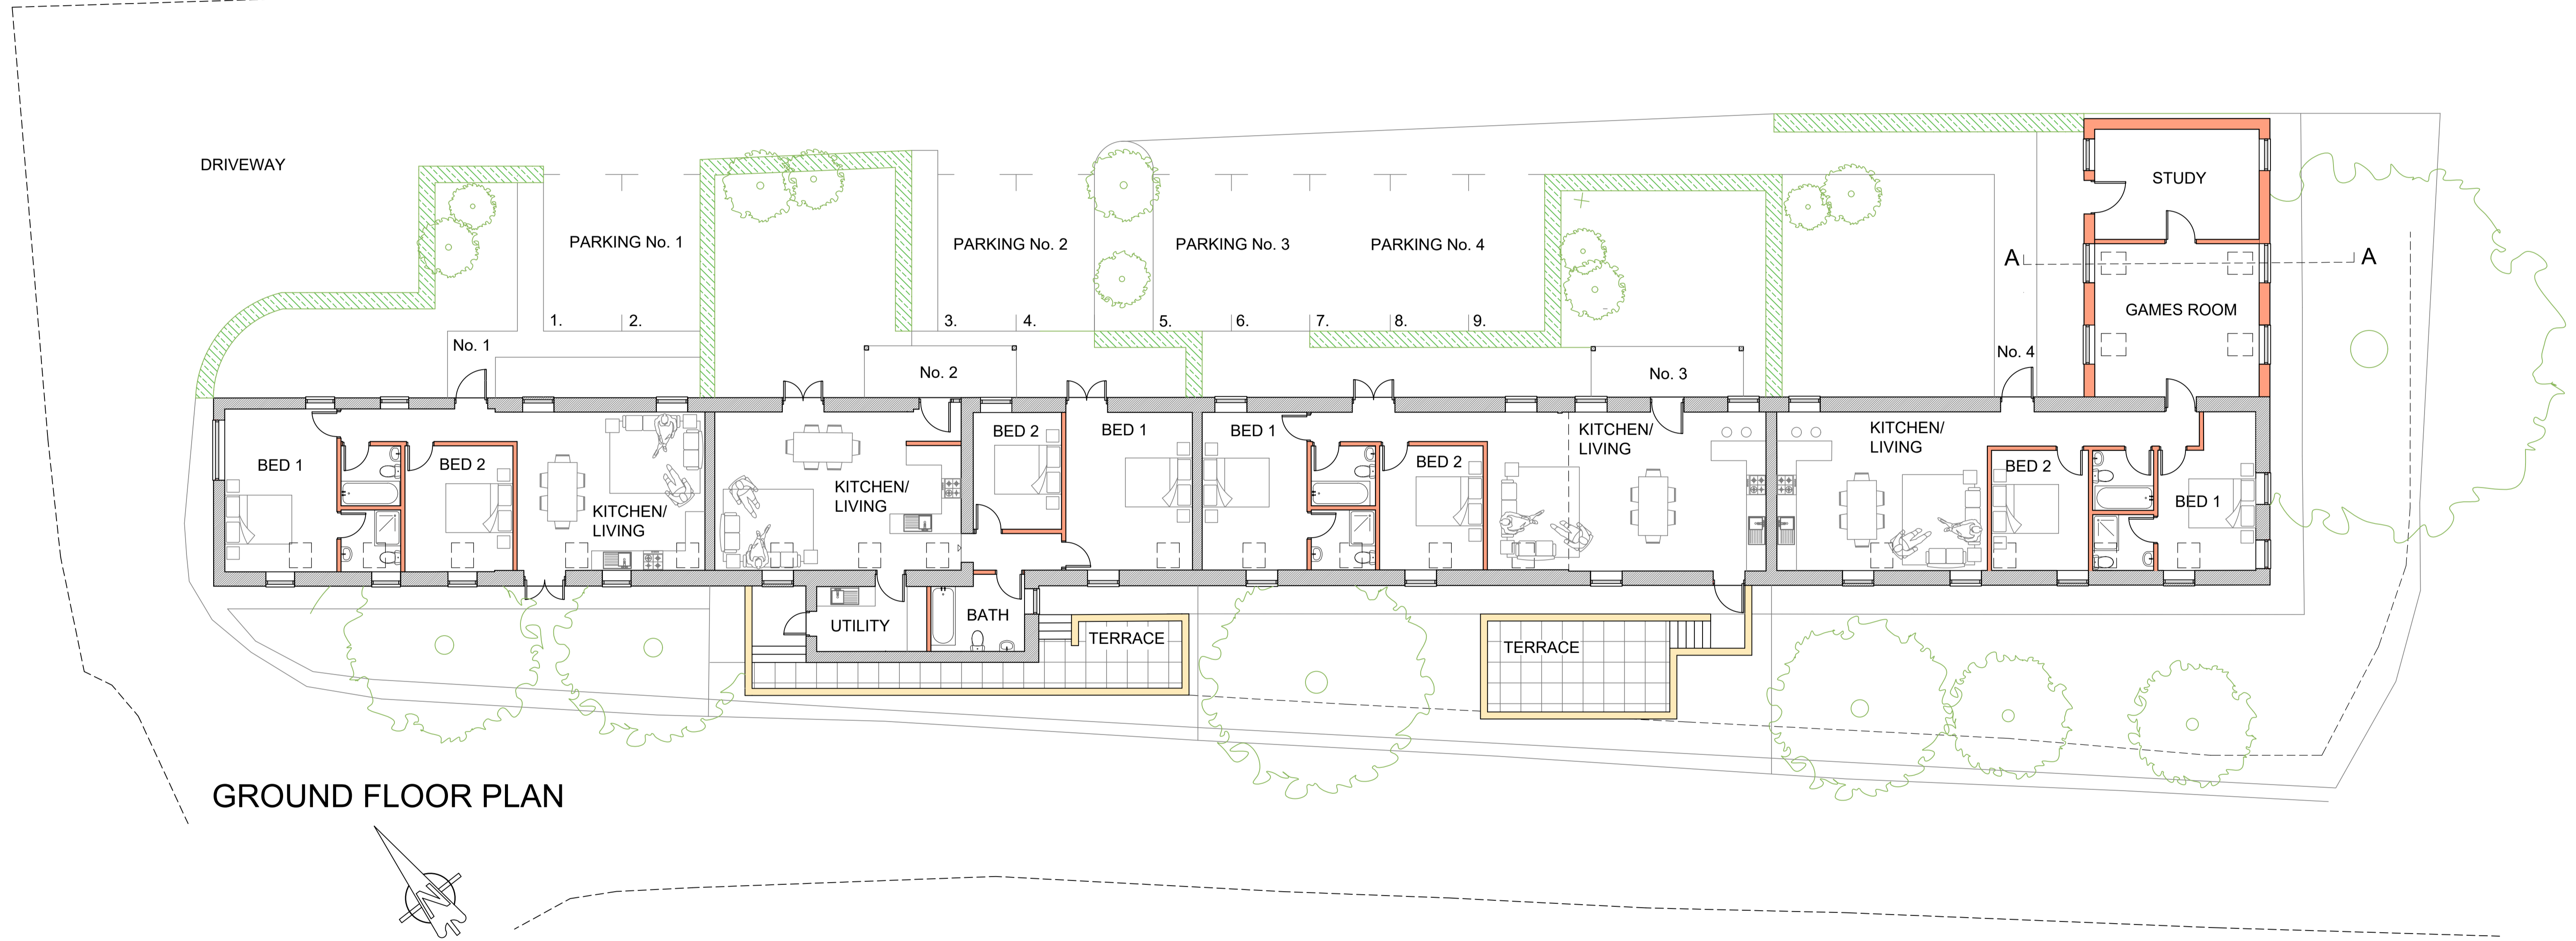 DRIVEWAY
STUDY
PARKING No. 1
PARKING No. 2
PARKING No. 3
PARKING No. 4
A
A
GAMES ROOM
1.
2.
3.
4.
5.
6.
7.
8.
9.
No. 1
No. 2
No. 3
No. 4
BED 1
BED 2
KITCHEN/
LIVING
KITCHEN/
LIVING
BED 2
BED 1
BED 1
BED 2
KITCHEN/
LIVING
KITCHEN/
LIVING
BED 2
BED 1
UTILITY
BATH
TERRACE
TERRACE
GROUND FLOOR PLAN
N